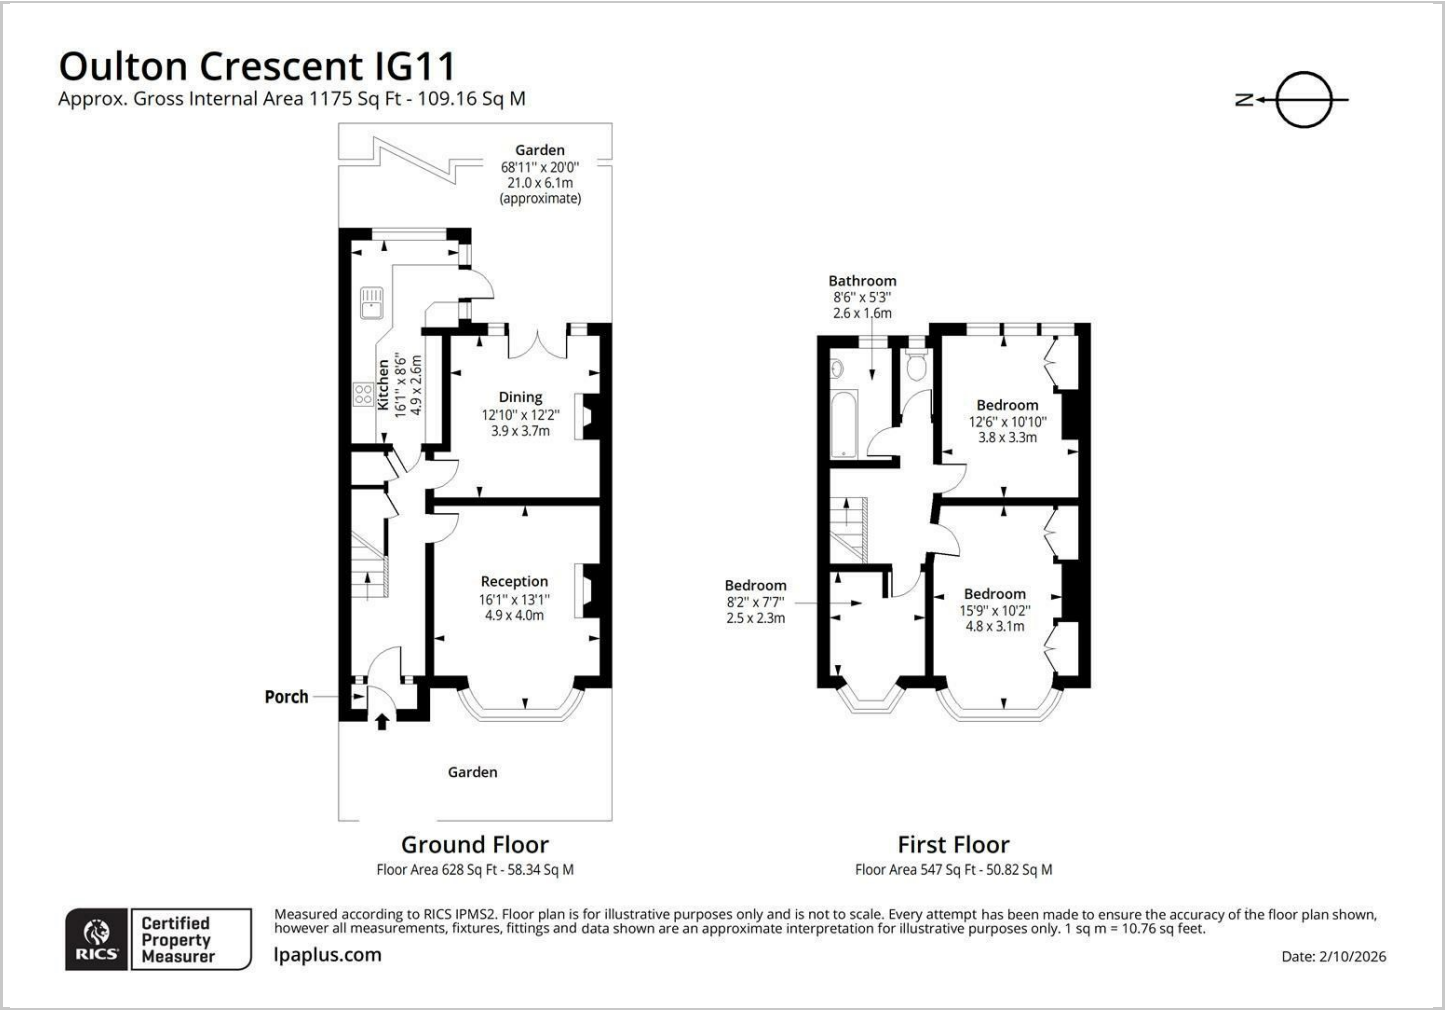 Oulton Crescent IG11
Approx. Gross Internal Area 1175 Sq Ft - 109.16 Sq M
N
Garden
68'11" x 20'0"
21.0 x 6.1m
(approximate)
Kitchen
16'1" x 8'6"
4.9 x 2.6m
Dining
12'10" x 12'2"
3.9 x 3.7m
Reception
16'1" x 13'1"
4.9 x 4.0m
Porch
Garden
Ground Floor
Floor Area 628 Sq Ft - 58.34 Sq M
Bathroom
8'6" x 5'3"
2.6 x 1.6m
Bedroom
12'6" x 10'10"
3.8 x 3.3m
Bedroom
8'2" x 7'7"
2.5 x 2.3m
Bedroom
15'9" x 10'2"
4.8 x 3.1m
First Floor
Floor Area 547 Sq Ft - 50.82 Sq M
RICS
Certified
Property
Measurer
Measured according to RICS IPMS2. Floor plan is for illustrative purposes only and is not to scale. Every attempt has been made to ensure the accuracy of the floor plan shown,
however all measurements, fixtures, fittings and data shown are an approximate interpretation for illustrative purposes only. 1 sq m = 10.76 sq feet.
lpaplus.com
Date: 2/10/2026